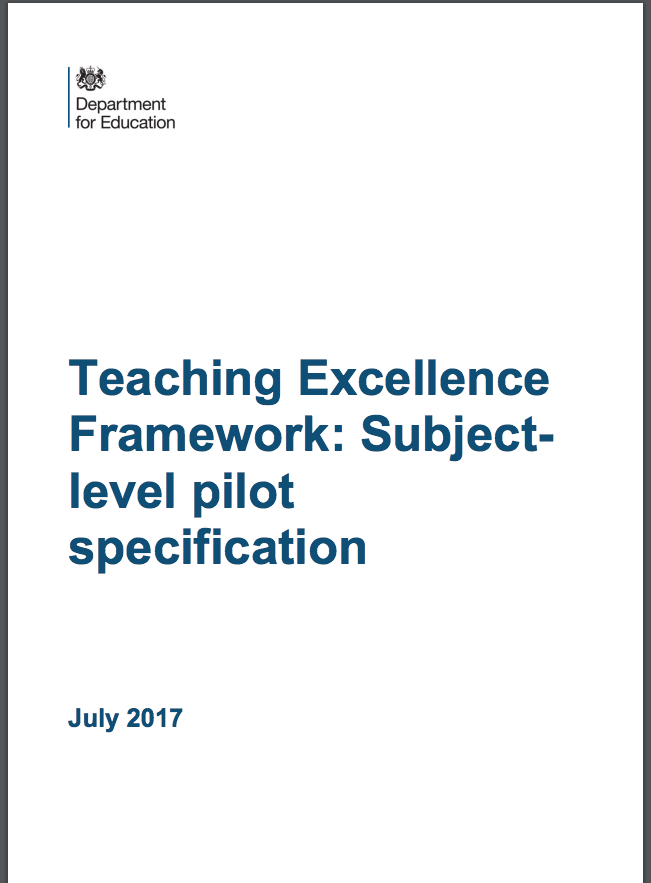 Department
for Education
Teaching Excellence
Framework: Subject-
level pilot
specification
July 2017